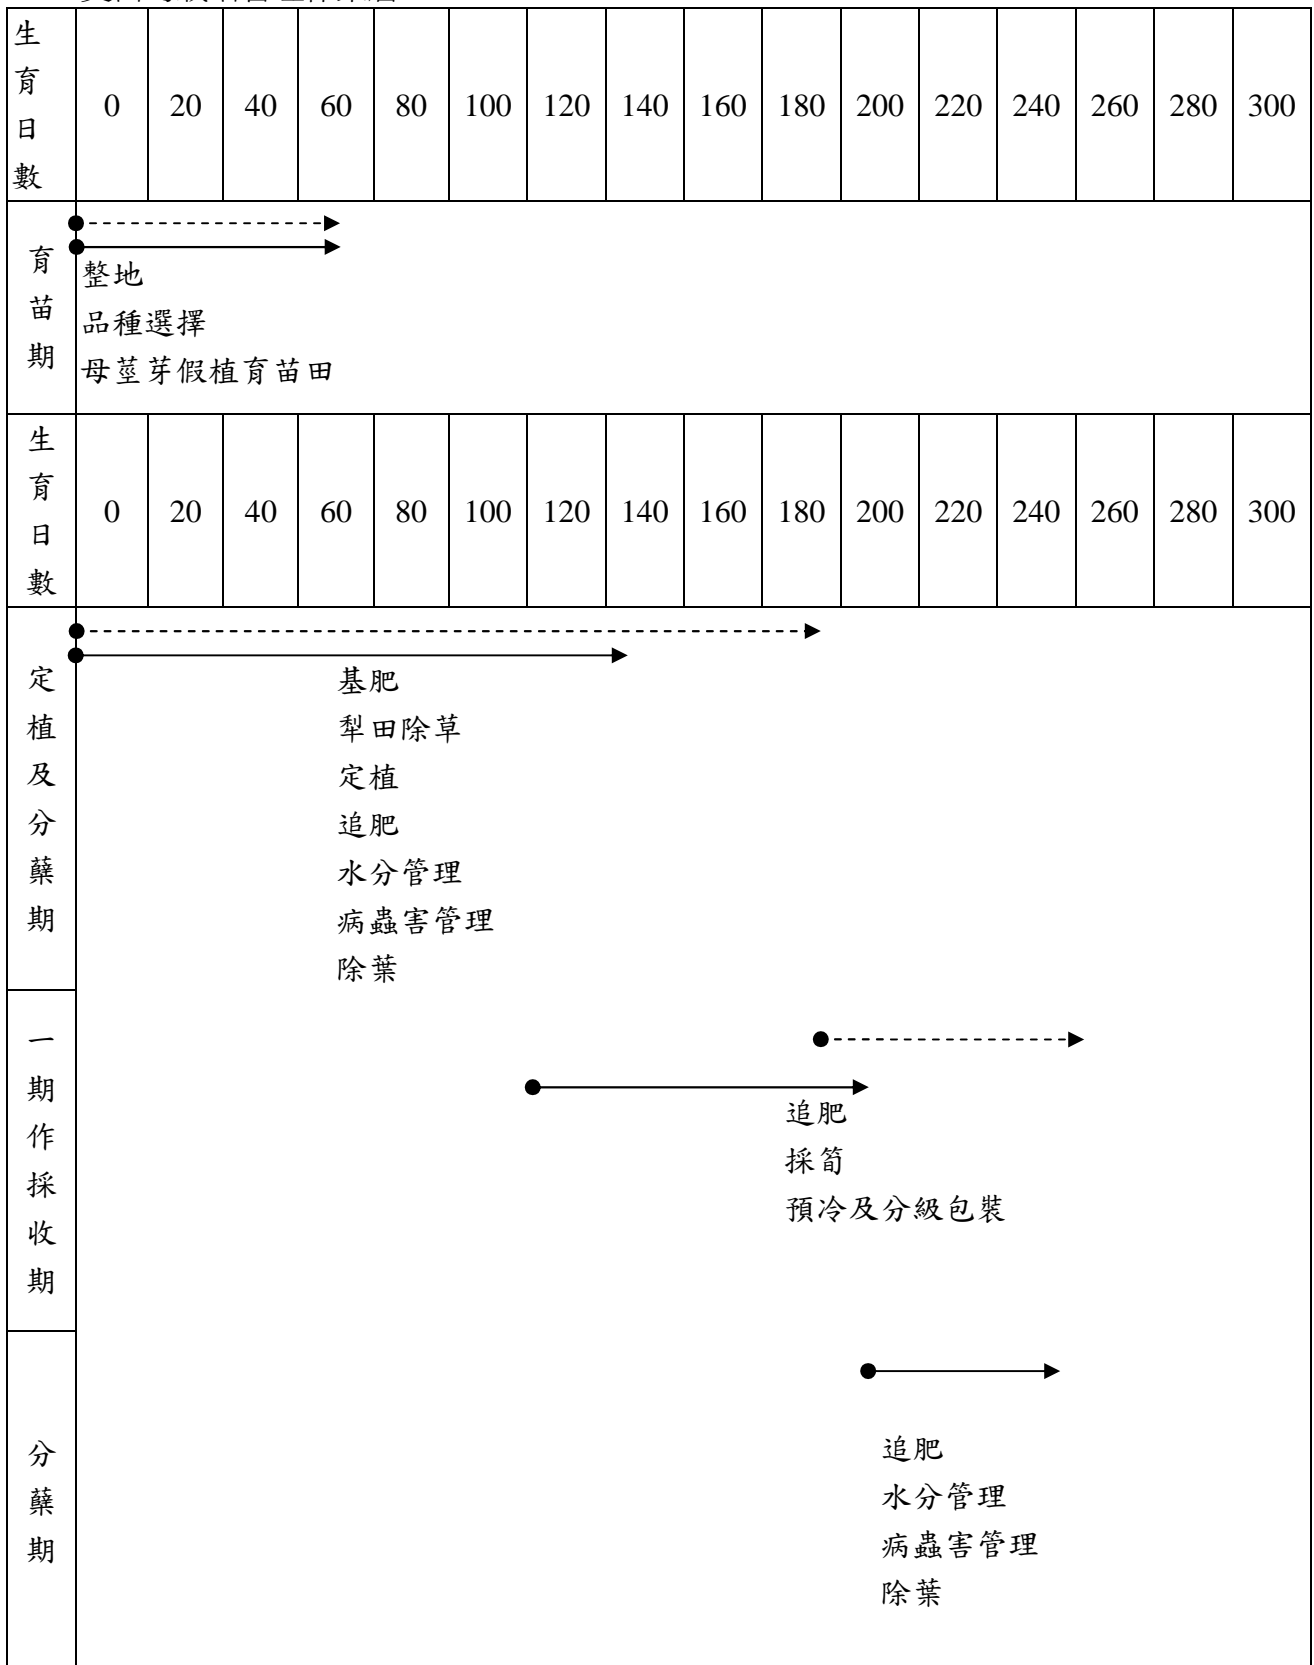 生育日數 0 20 40 60 80 100 120 140 160 180 200 220 240 260 280 300
育苗期
整地
品種選擇
母莖芽假植育苗田
生育日數 0 20 40 60 80 100 120 140 160 180 200 220 240 260 280 300
定植及分蘗期
基肥
犁田除草
定植
追肥
水分管理
病蟲害管理
除葉
一期作採收期
追肥
採筍
預冷及分級包裝
分蘗期
追肥
水分管理
病蟲害管理
除葉